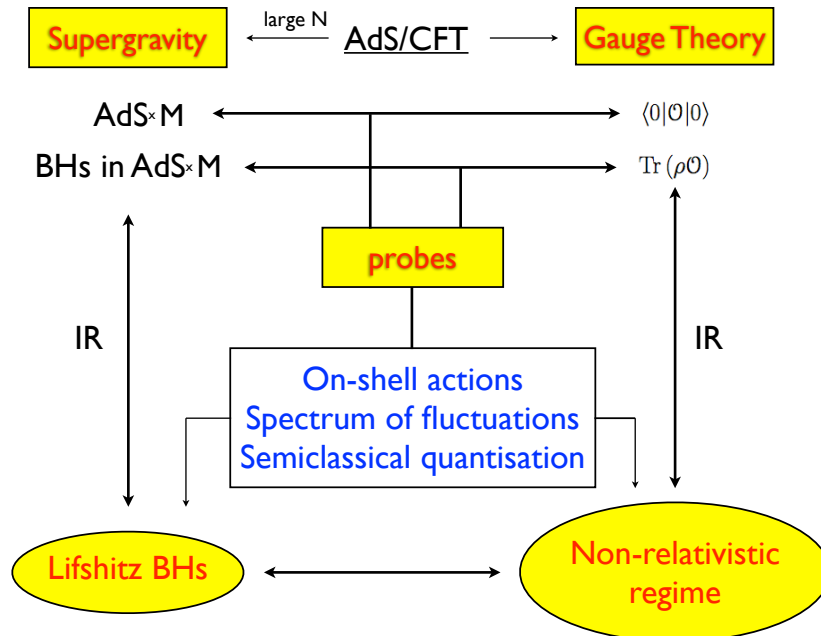 large N
Supergravity
AdS/CFT
Gauge Theory
AdS×M
⟨0|𝒪|0⟩
BHs in AdS×M
Tr (ρ𝒪)
probes
IR
IR
On-shell actions
Spectrum of fluctuations
Semiclassical quantisation
Lifshitz BHs
Non-relativistic
regime